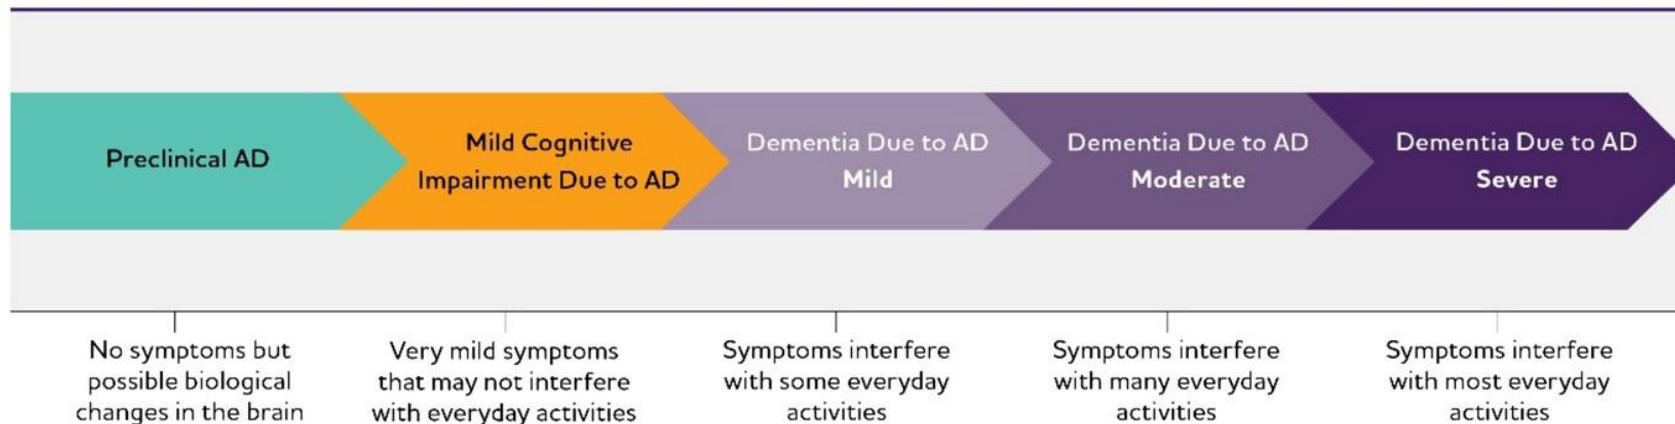 Preclinical AD
Mild Cognitive
Impairment Due to AD
Dementia Due to AD
Mild
Dementia Due to AD
Moderate
Dementia Due to AD
Severe
No symptoms but
possible biological
changes in the brain
Very mild symptoms
that may not interfere
with everyday activities
Symptoms interfere
with some everyday
activities
Symptoms interfere
with many everyday
activities
Symptoms interfere
with most everyday
activities